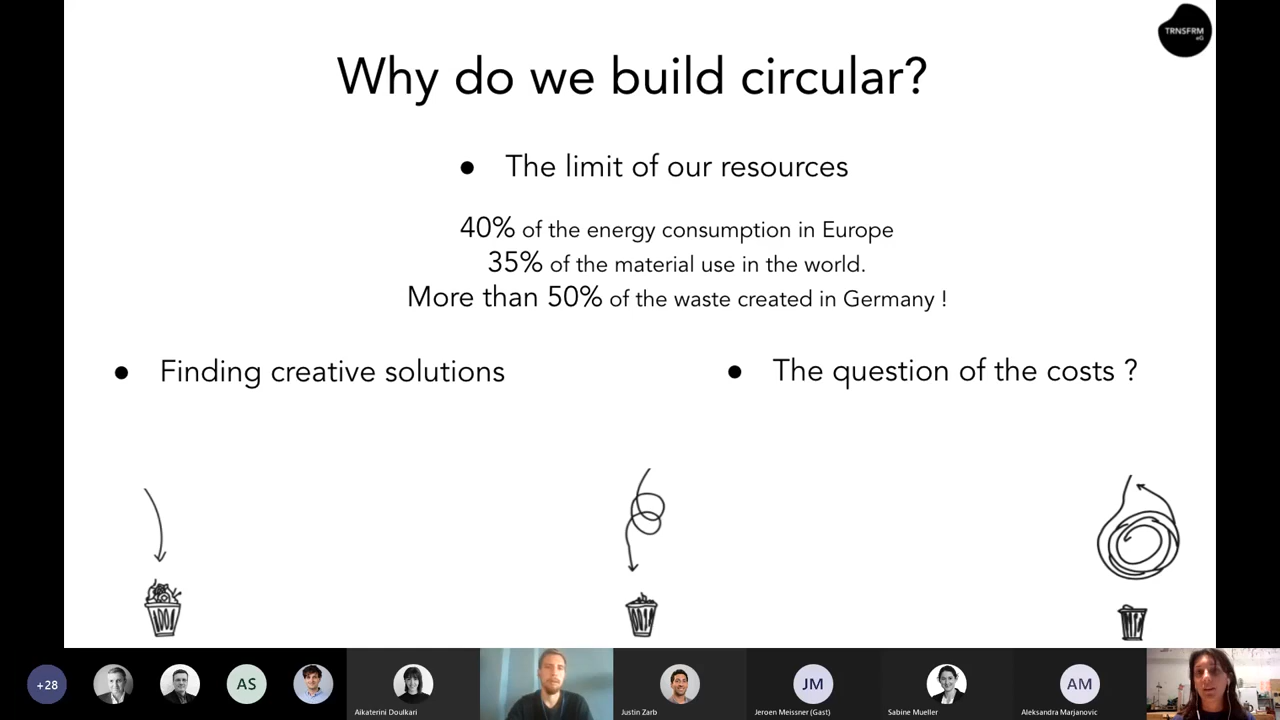 TRNSFRM
eG
Why do we build circular?
● The limit of our resources
40% of the energy consumption in Europe
35% of the material use in the world.
More than 50% of the waste created in Germany !
● Finding creative solutions
● The question of the costs ?
+28
AS
Aikaterini Doulkari
Justin Zarb
JM
Jeroen Meissner (Gast)
Sabine Mueller
AM
Aleksandra Marjanovic